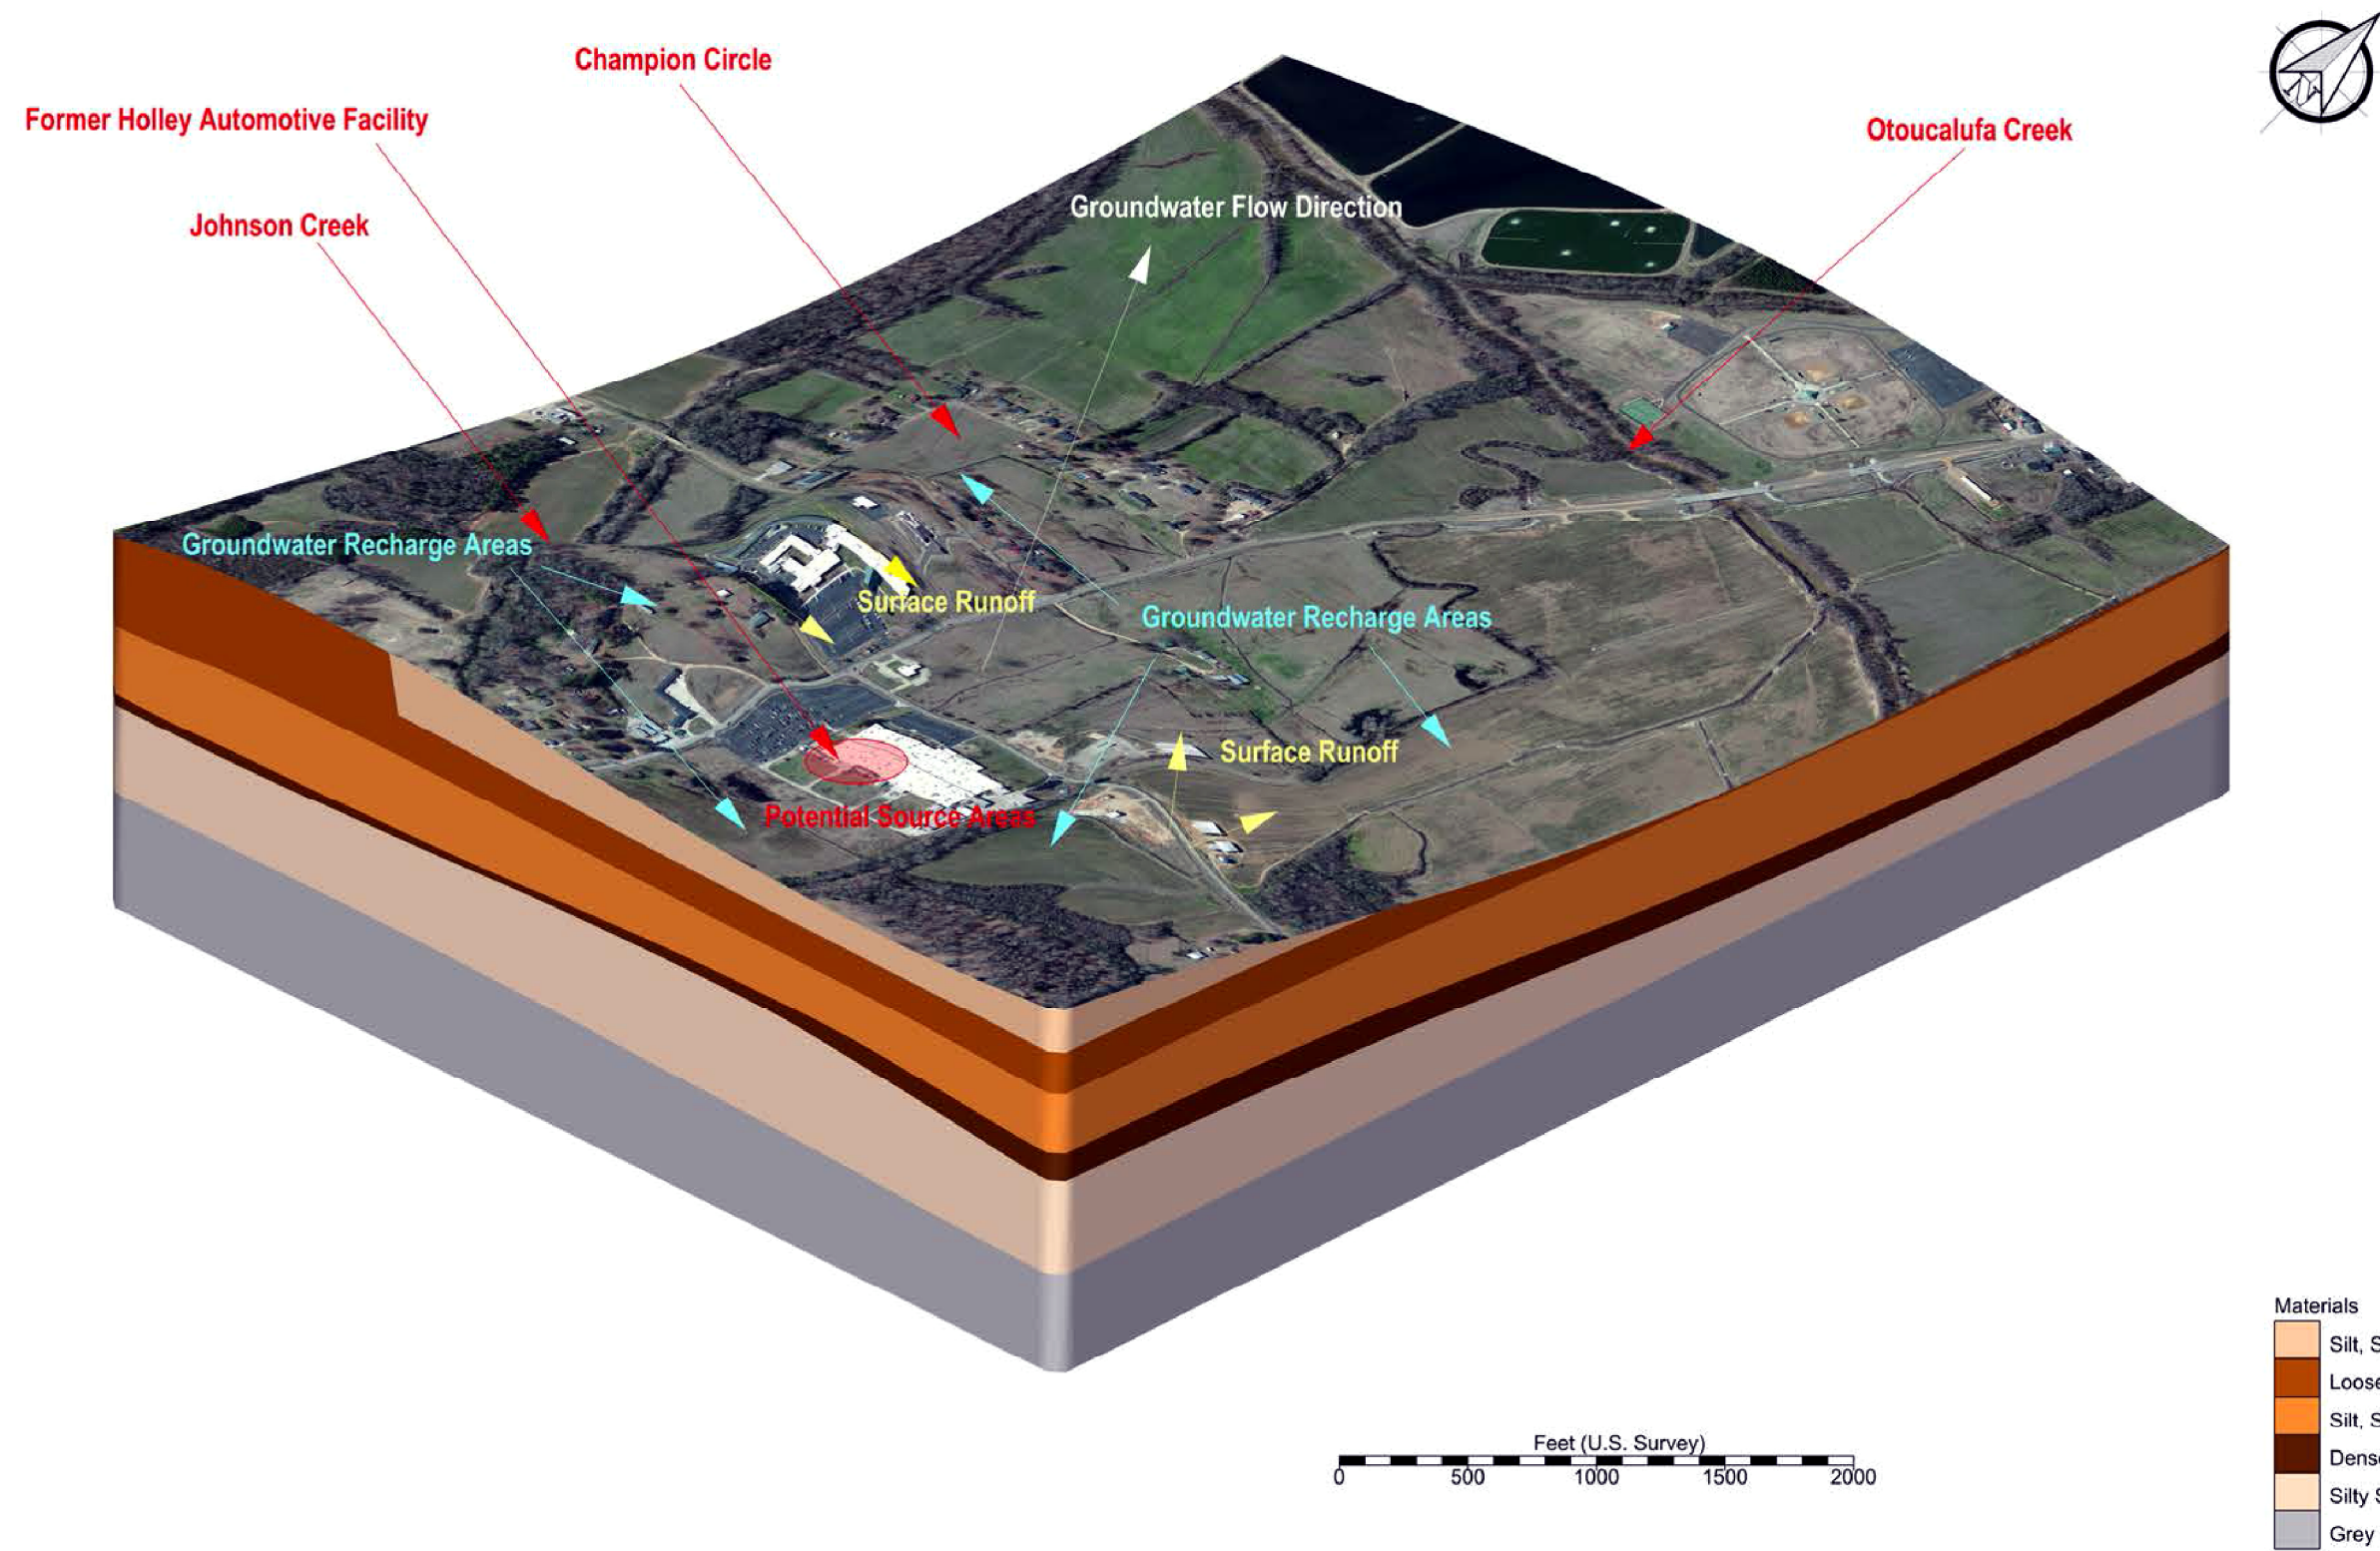 Champion Circle
Former Holley Automotive Facility
Otoucalufa Creek
Johnson Creek
Groundwater Flow Direction
Groundwater Recharge Areas
Surface Runoff
Groundwater Recharge Areas
Surface Runoff
Potential Source Areas
Feet (U.S. Survey)
0 500 1000 1500 2000
Materials
Silt, S
Loose
Silt, S
Dens
Silty S
Grey